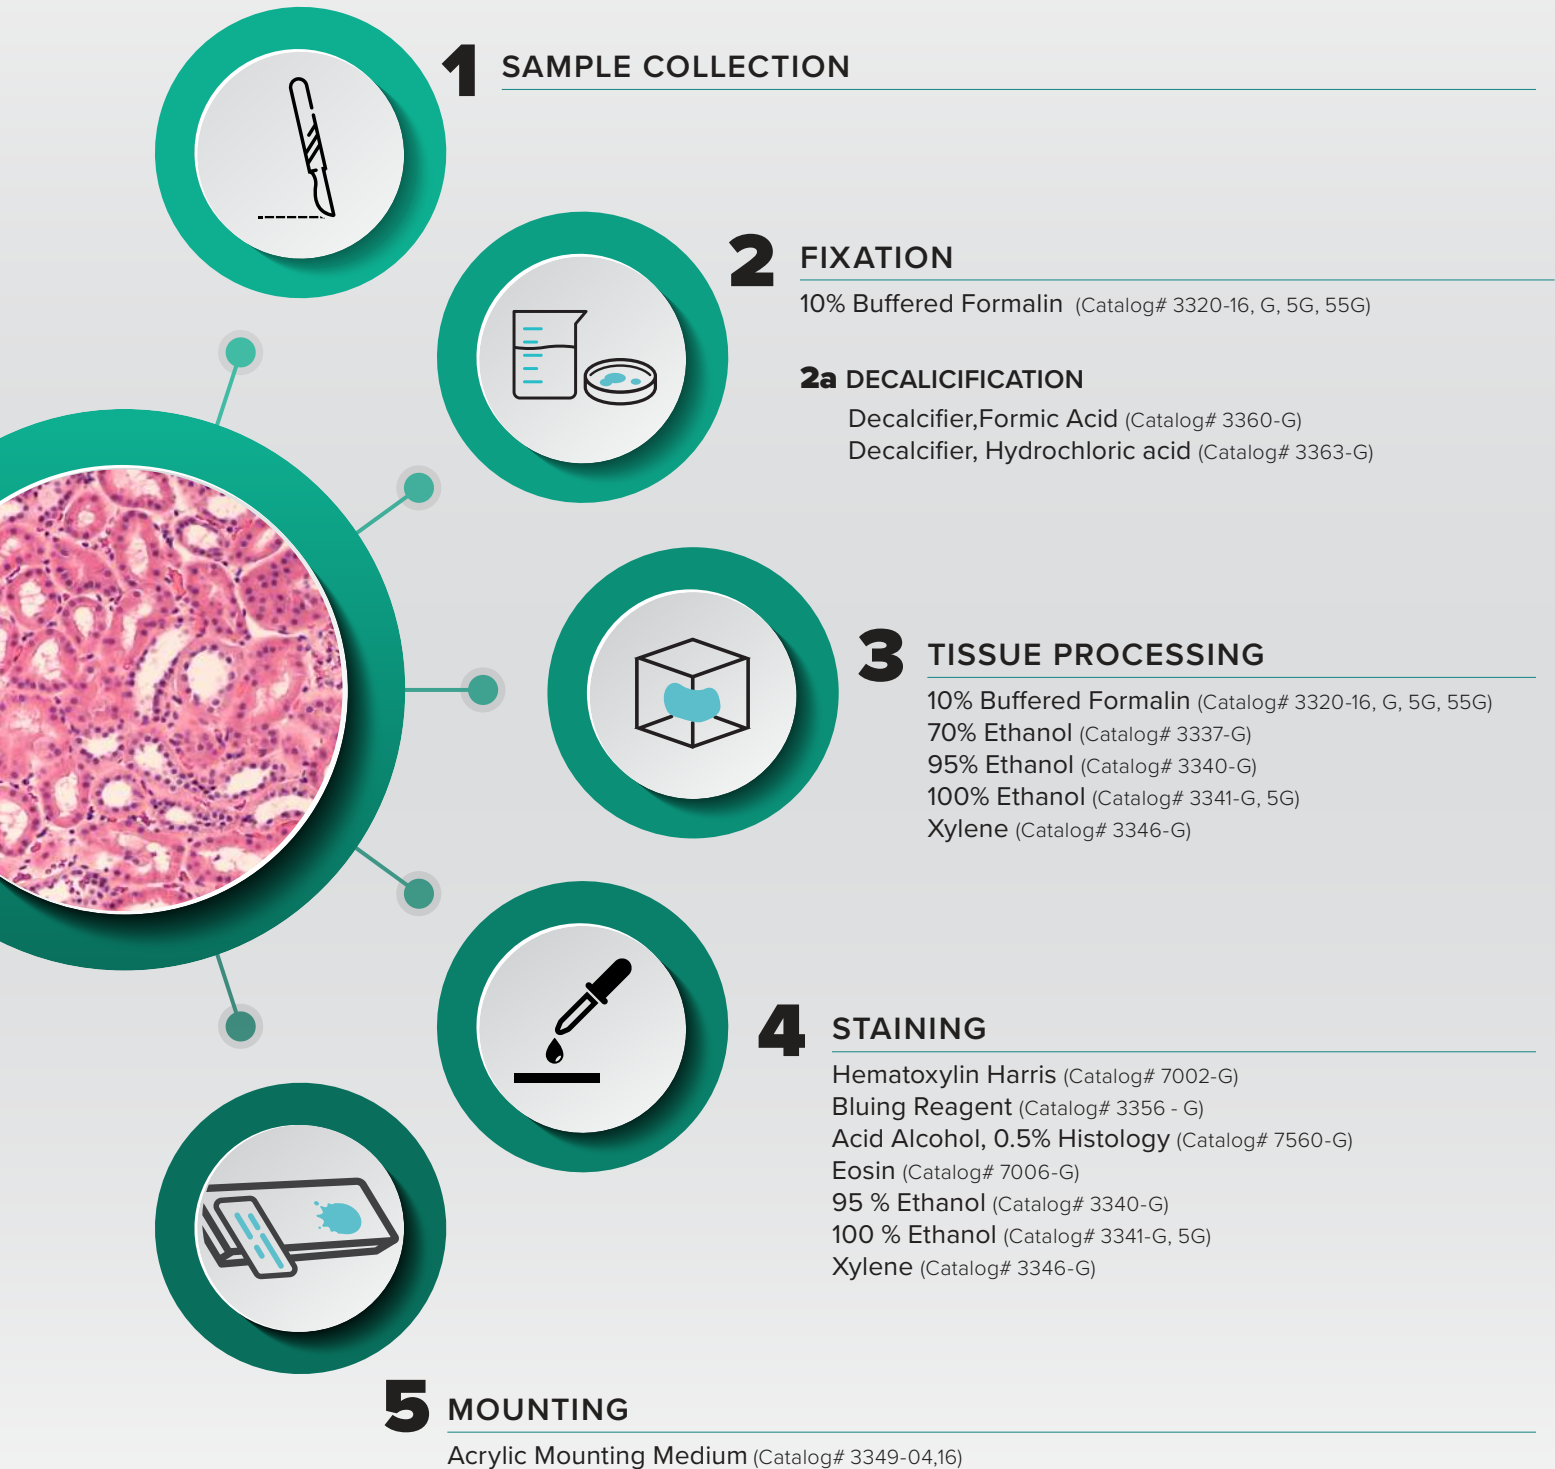 1 SAMPLE COLLECTION
2 FIXATION
10% Buffered Formalin (Catalog# 3320-16, G, 5G, 55G)
2a DECALICIFICATION
Decalcifier,Formic Acid (Catalog# 3360-G)
Decalcifier, Hydrochloric acid (Catalog# 3363-G)
3 TISSUE PROCESSING
10% Buffered Formalin (Catalog# 3320-16, G, 5G, 55G)
70% Ethanol (Catalog# 3337-G)
95% Ethanol (Catalog# 3340-G)
100% Ethanol (Catalog# 3341-G, 5G)
Xylene (Catalog# 3346-G)
4 STAINING
Hematoxylin Harris (Catalog# 7002-G)
Bluing Reagent (Catalog# 3356 - G)
Acid Alcohol, 0.5% Histology (Catalog# 7560-G)
Eosin (Catalog# 7006-G)
95 % Ethanol (Catalog# 3340-G)
100 % Ethanol (Catalog# 3341-G, 5G)
Xylene (Catalog# 3346-G)
5 MOUNTING
Acrylic Mounting Medium (Catalog# 3349-04,16)